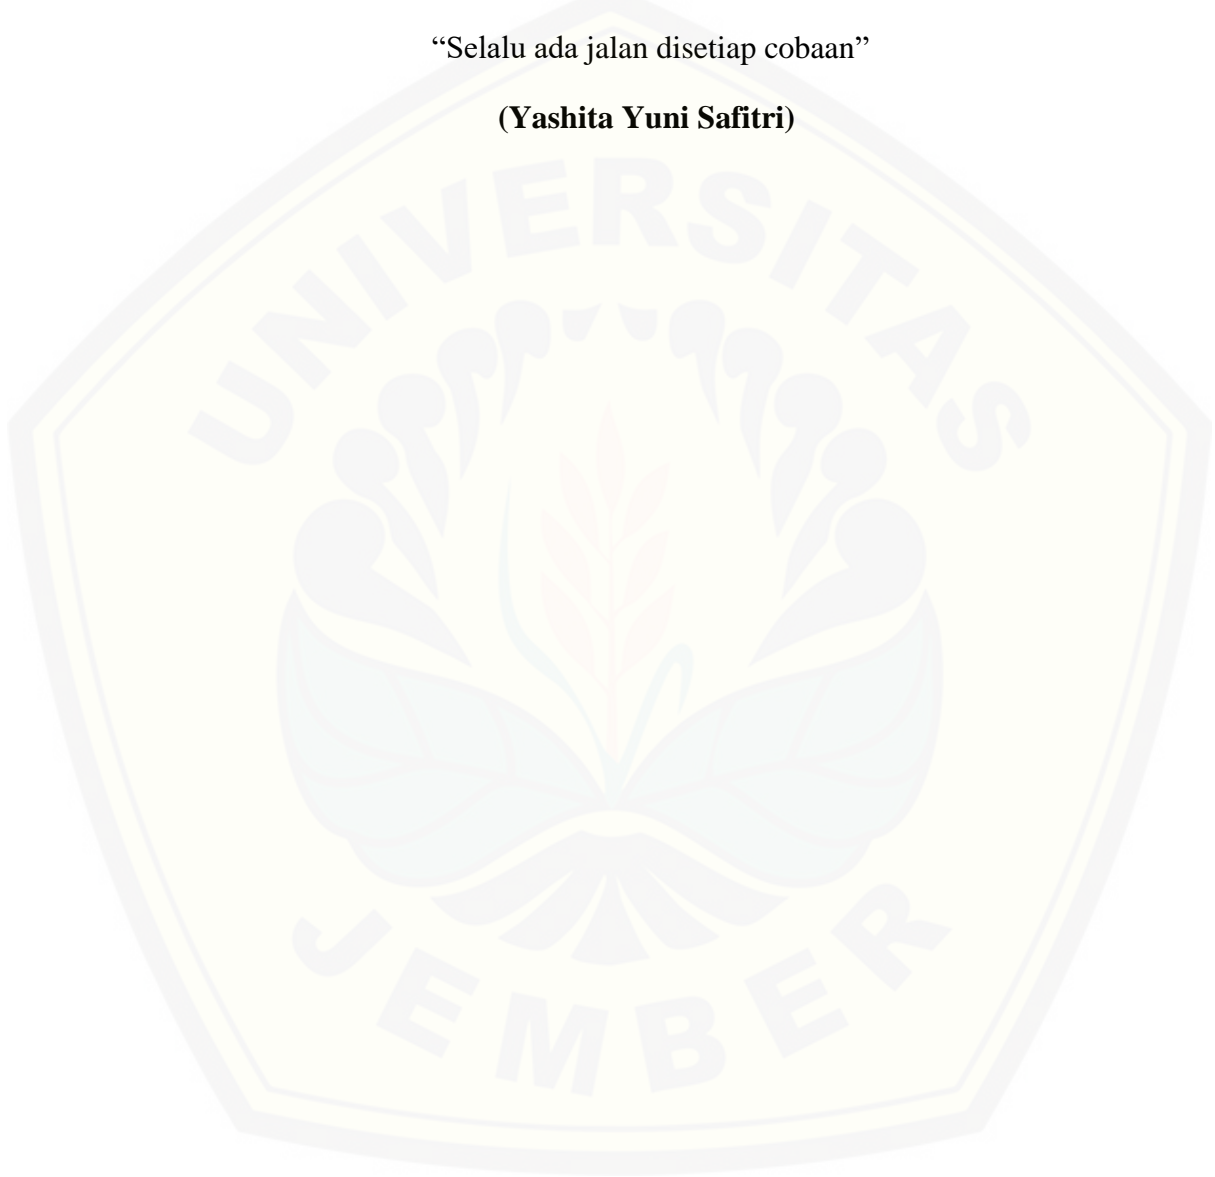 “Selalu ada jalan disetiap cobaan”
(Yashita Yuni Safitri)
UNIVERSITAS
JEMBER